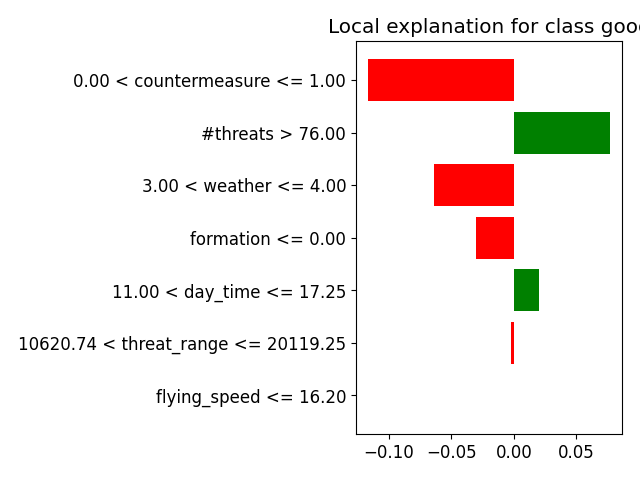 Local explanation for class goo
0.00 < countermeasure <= 1.00
#threats > 76.00
3.00 < weather <= 4.00
formation <= 0.00
11.00 < day_time <= 17.25
10620.74 < threat_range <= 20119.25
flying_speed <= 16.20
−0.10 −0.05 0.00 0.05